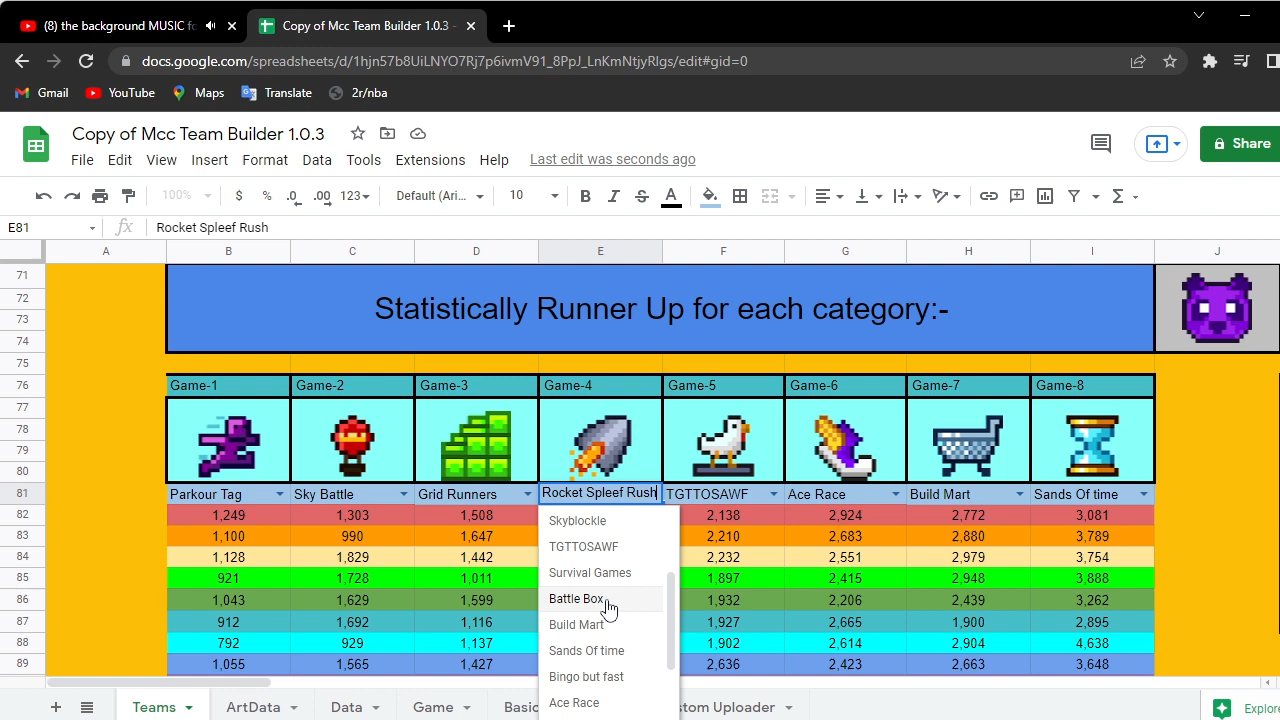 (8) the background MUSIC fo
Copy of Mcc Team Builder 1.0.3 -
docs.google.com/spreadsheets/d/1hjn57b8UiLNYO7Rj7p6ivmV91_8PpJ_LnKmNtjyRlgs/edit#gid=0
Gmail YouTube Maps Translate 2r/nba
Copy of Mcc Team Builder 1.0.3
Share
File Edit View Insert Format Data Tools Extensions Help Last edit was seconds ago
100% $ % .0 .00 123 Default (Ari... 10 B I S A
E81 fx Rocket Spleef Rush
A B C D E F G H I J
71
72 Statistically Runner Up for each category:-
73
74
75
76 Game-1 Game-2 Game-3 Game-4 Game-5 Game-6 Game-7 Game-8
77
78
79
80
81 Parkour Tag Sky Battle Grid Runners Rocket Spleef Rush TGTTOSAWF Ace Race Build Mart Sands Of time
82 1,249 1,303 1,508 2,138 2,924 2,772 3,081
83 1,100 990 1,647 2,210 2,683 2,880 3,789
84 1,128 1,829 1,442 2,232 2,551 2,979 3,754
85 921 1,728 1,011 1,897 2,415 2,948 3,888
86 1,043 1,629 1,599 1,932 2,206 2,439 3,262
87 912 1,692 1,116 1,927 2,665 1,900 2,895
88 792 929 1,137 1,902 2,614 2,904 4,638
89 1,055 1,565 1,427 2,636 2,423 2,663 3,648
Skyblockle
TGTTOSAWF
Survival Games
Battle Box
Build Mart
Sands Of time
Bingo but fast
Ace Race
Teams ArtData Data Game Basic stom Uploader Explore